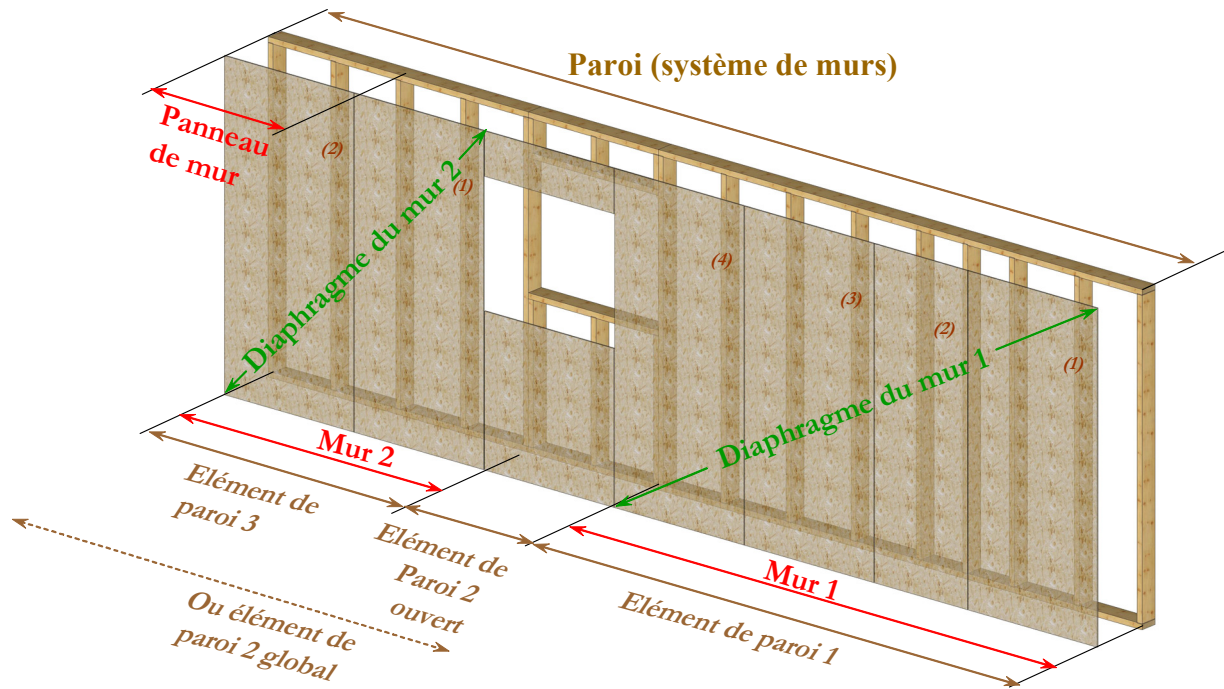 Paroi (système de murs)
Panneau
de mur
(2)
(1)
Diaphragme du mur 2
(4)
(3)
(2)
(1)
Diaphragme du mur 1
Mur 2
Elément de
paroi 3
Elément de
Paroi 2
ouvert
Mur 1
Elément de paroi 1
Ou élément de
paroi 2 global